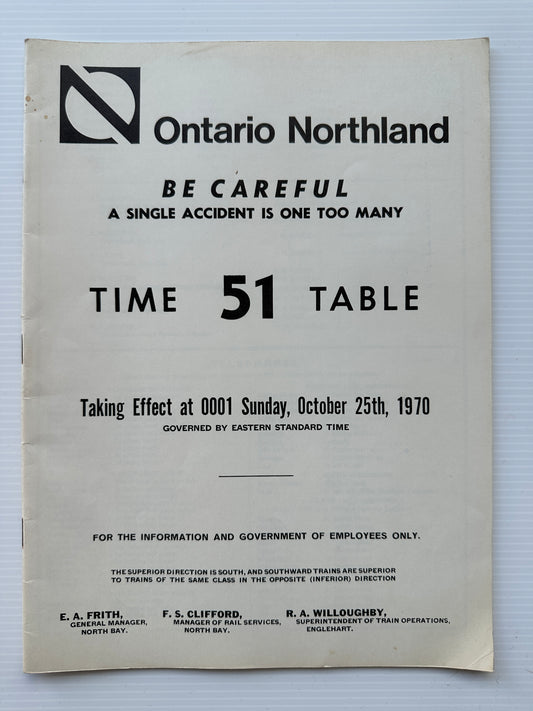 Ontario Northland
BE CAREFUL
A SINGLE ACCIDENT IS ONE TOO MANY
TIME 51 TABLE
Taking Effect at 0001 Sunday, October 25th, 1970
GOVERNED BY EASTERN STANDARD TIME
FOR THE INFORMATION AND GOVERNMENT OF EMPLOYEES ONLY.
THE SUPERIOR DIRECTION IS SOUTH, AND SOUTHWARD TRAINS ARE SUPERIOR
TO TRAINS OF THE SAME CLASS IN THE OPPOSITE (INFERIOR) DIRECTION
E. A. FRITH,
GENERAL MANAGER,
NORTH BAY.
F. S. CLIFFORD,
MANAGER OF RAIL SERVICES,
NORTH BAY.
R. A. WILLOUGHBY,
SUPERINTENDENT OF TRAIN OPERATIONS,
ENGLEHART.